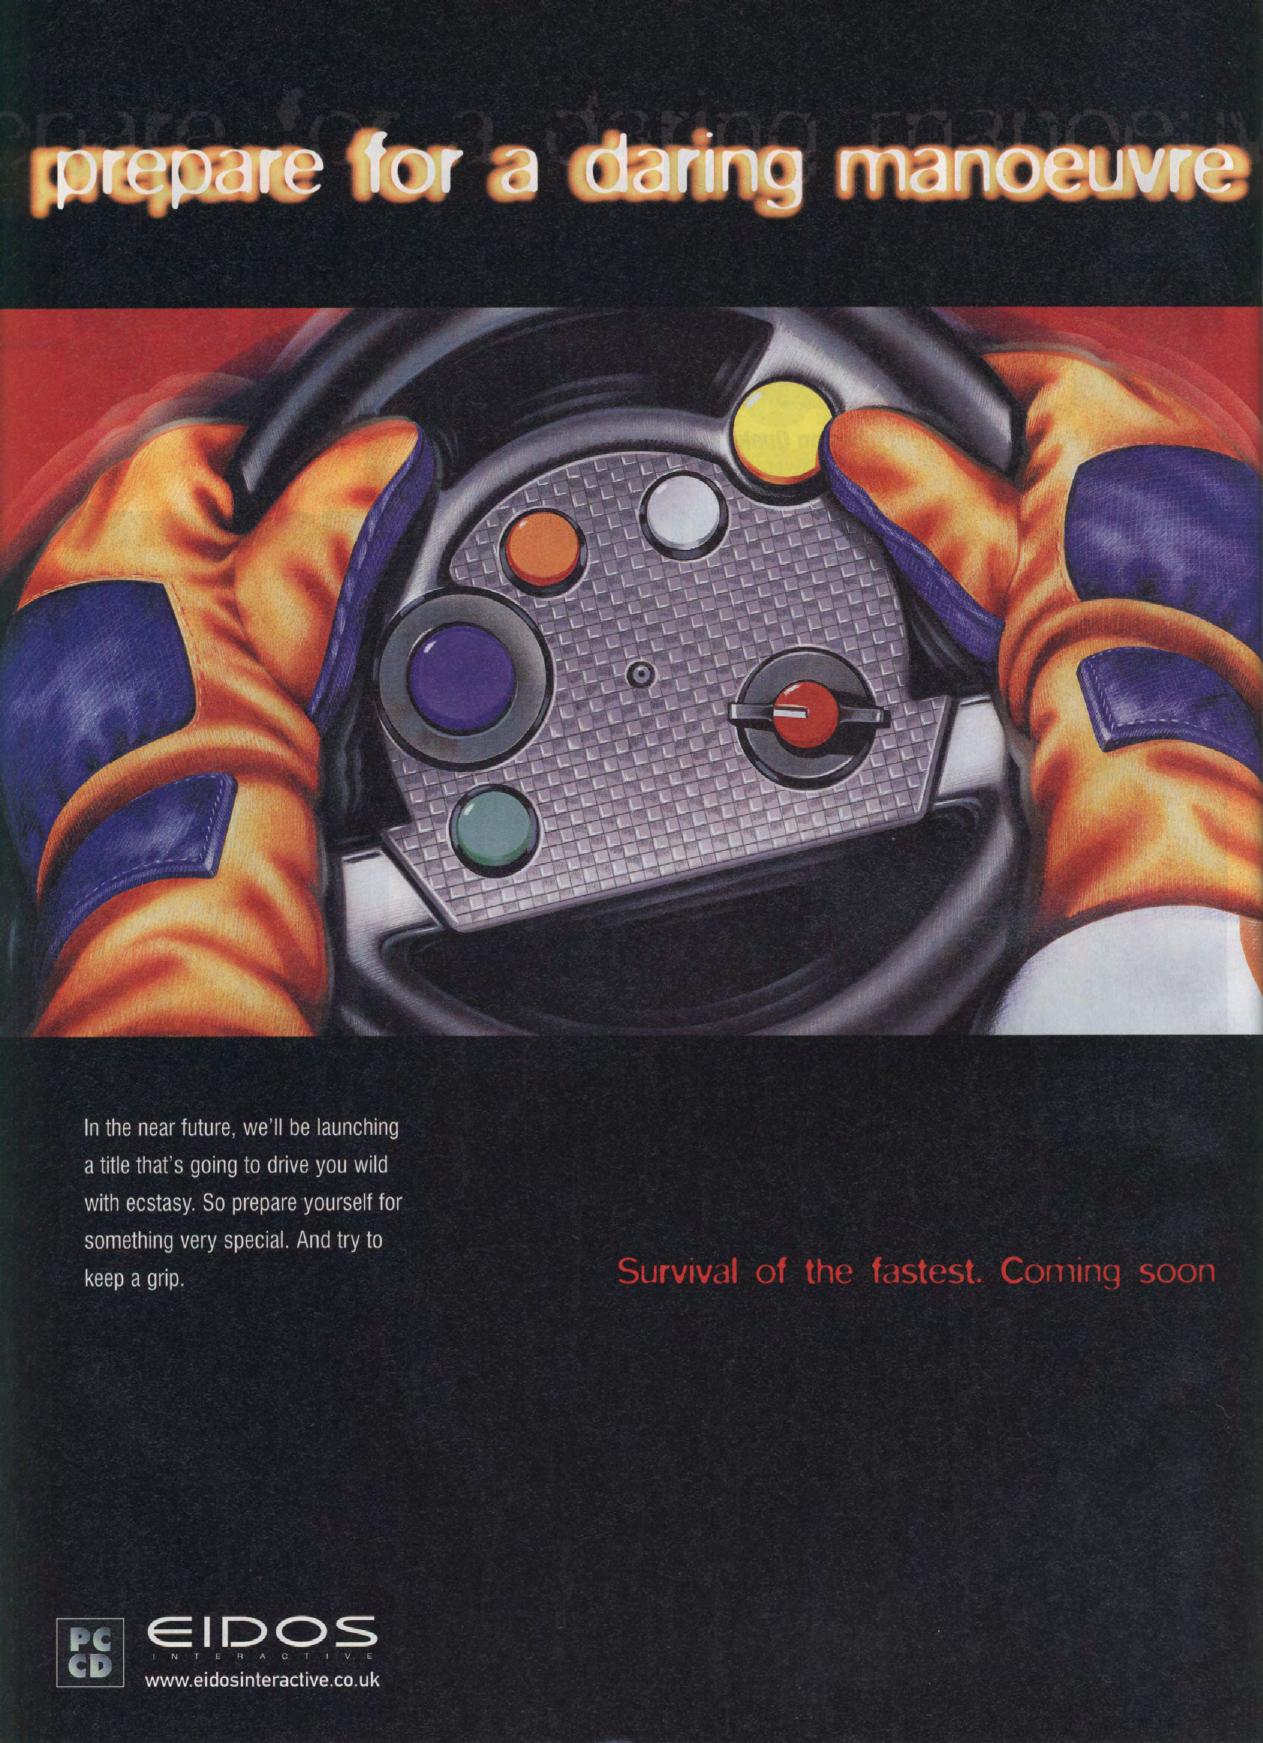 prepare for a daring manoeuvre
In the near future, we'll be launching
a title that's going to drive you wild
with ecstasy. So prepare yourself for
something very special. And try to
keep a grip.
Survival of the fastest. Coming soon
PC
CD
EIDOS
INTERACTIVE
www.eidosinteractive.co.uk